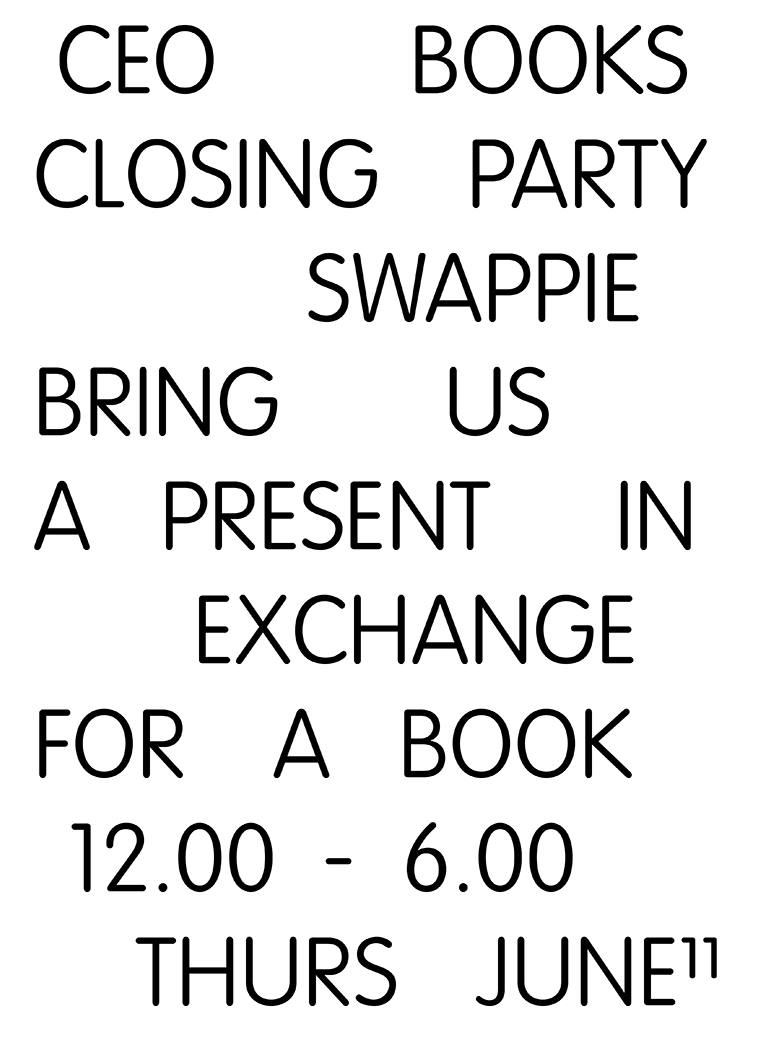 CEO BOOKS
CLOSING PARTY
SWAPPIE
BRING US
A PRESENT IN
EXCHANGE
FOR A BOOK
12.00 - 6.00
THURS JUNE¹¹